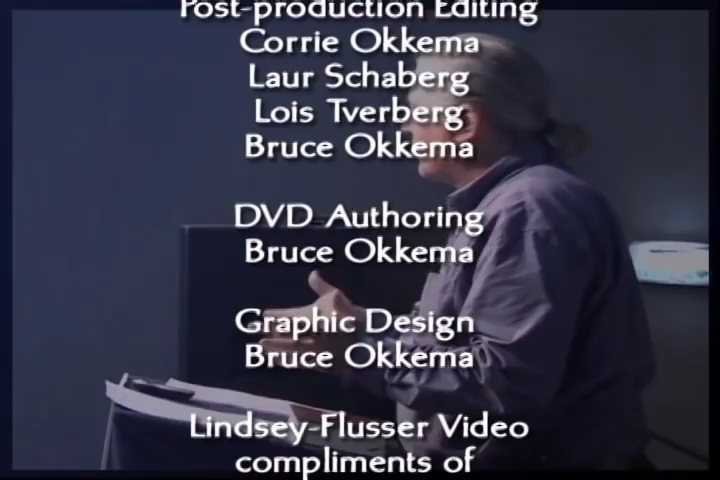 Post-production Editing
Corrie Okkema
Laur Schaberg
Lois Tverberg
Bruce Okkema
DVD Authoring
Bruce Okkema
Graphic Design
Bruce Okkema
Lindsey-Flusser Video
compliments of